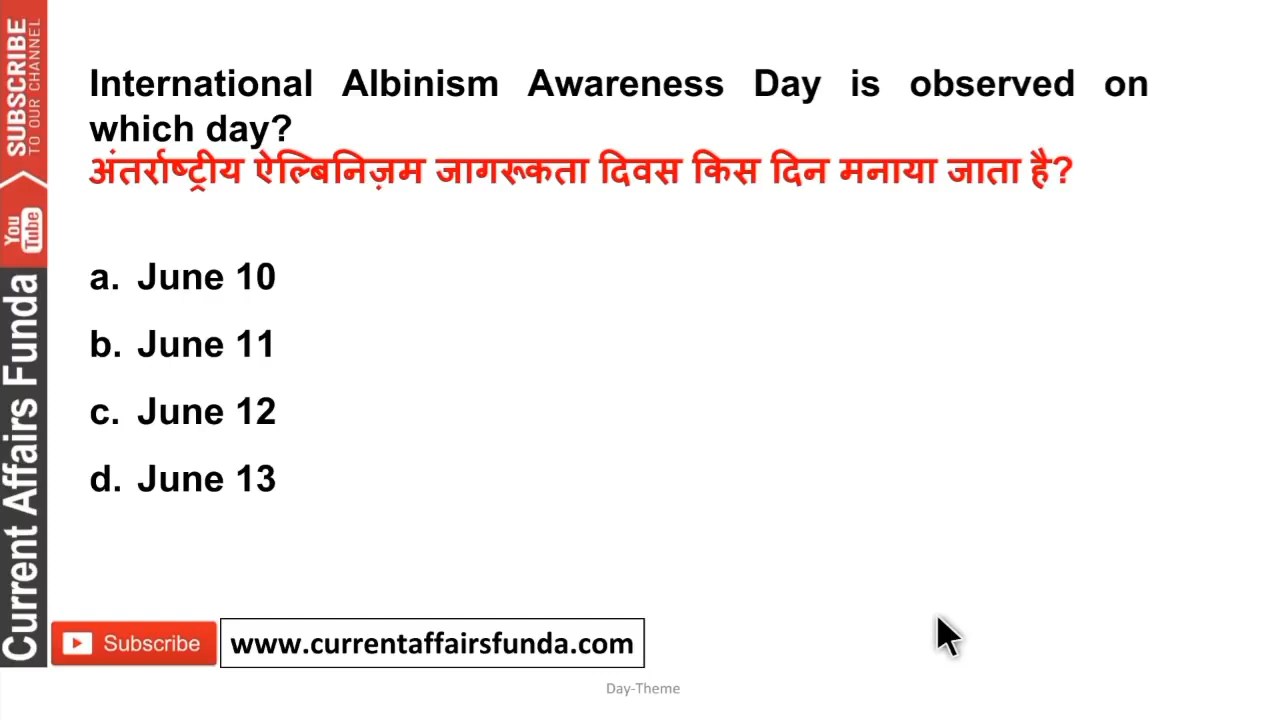 International Albinism Awareness Day is observed on
which day?
अंतर्राष्ट्रीय ऐल्बिनिज़म जागरूकता दिवस किस दिन मनाया जाता है?
a. June 10
b. June 11
c. June 12
d. June 13
SUBSCRIBE
TO OUR CHANNEL
You
Tube
Current Affairs Funda
Subscribe
www.currentaffairsfunda.com
Day-Theme